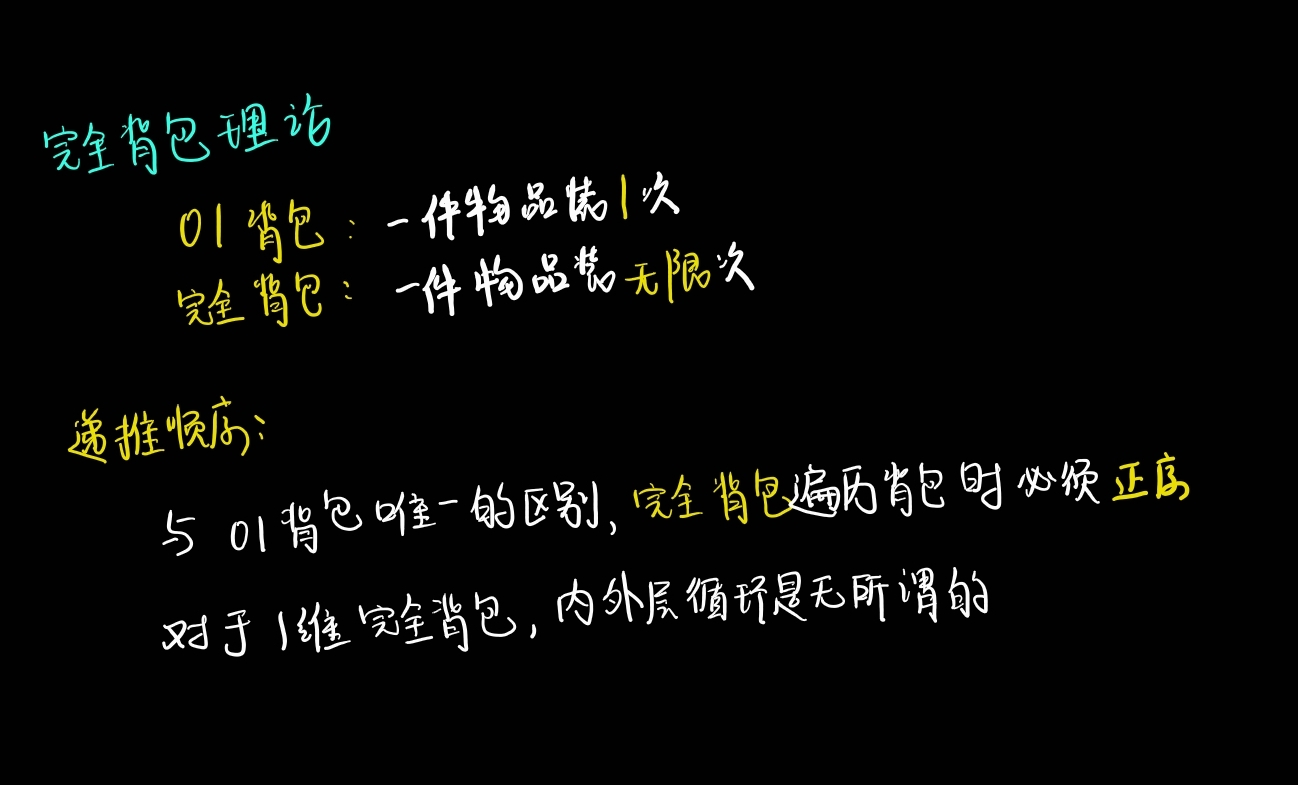 完全背包理论
01背包：一件物品装1次
完全背包：一件物品装无限次
递推顺序：
与01背包唯一的区别,完全背包遍历背包时必须正序
对于1维完全背包,内外层循环是无所谓的